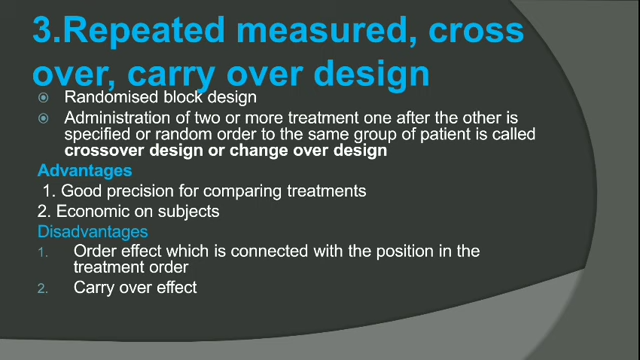 3.Repeated measured, cross
over, carry over design
Randomised block design
Administration of two or more treatment one after the other is
specified or random order to the same group of patient is called
crossover design or change over design
Advantages
1. Good precision for comparing treatments
2. Economic on subjects
Disadvantages
1. Order effect which is connected with the position in the
treatment order
2. Carry over effect